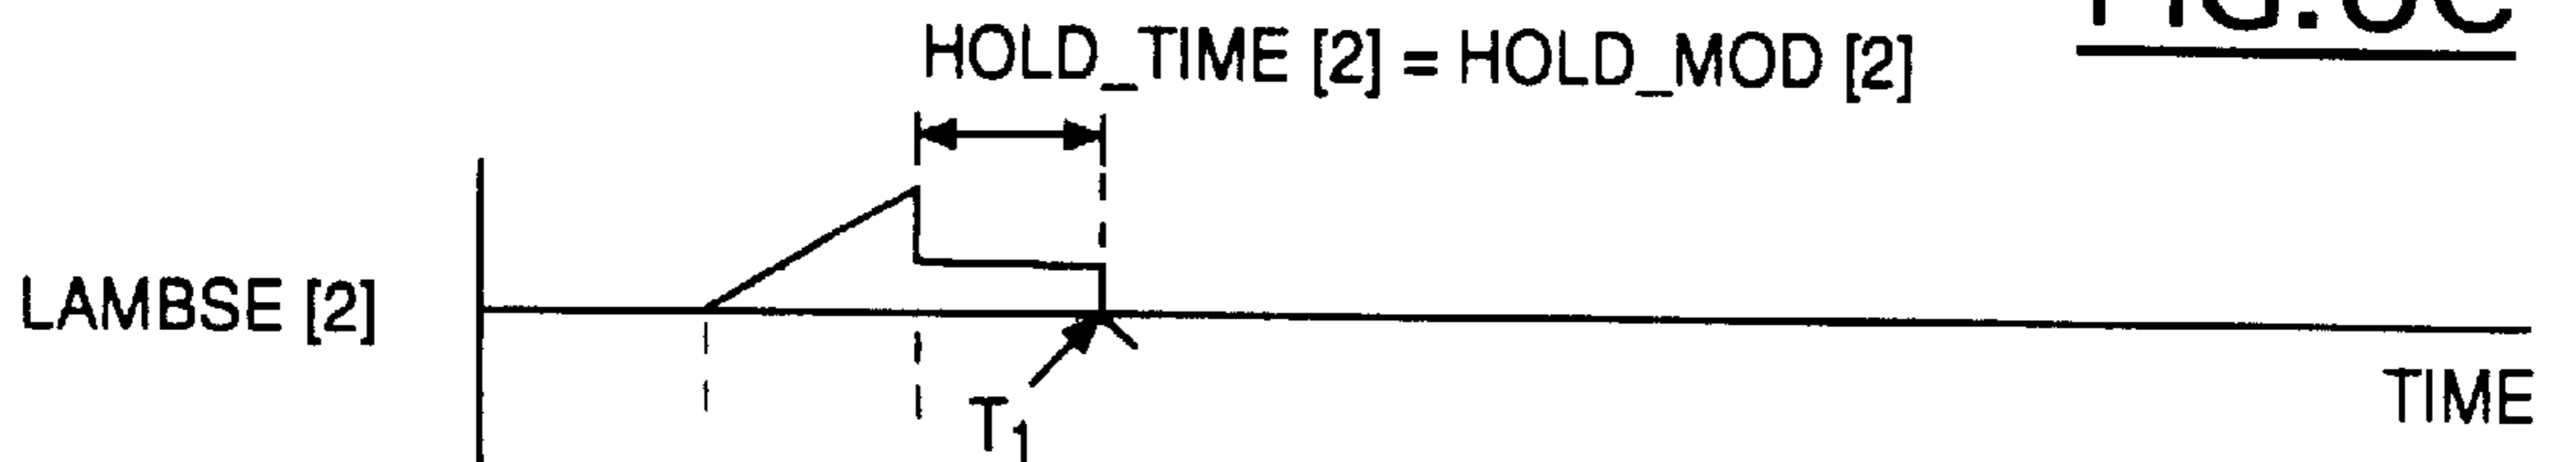 HOLD_TIME [2] = HOLD_MOD [2]
LAMBSE [2]
T1
TIME